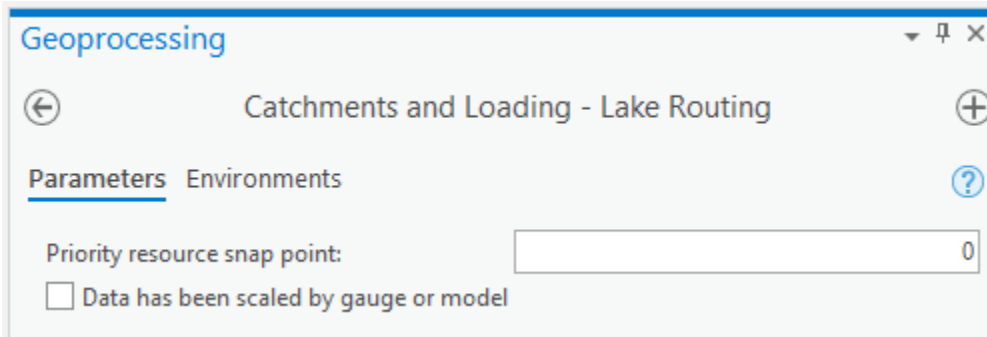 Geoprocessing
Catchments and Loading - Lake Routing
Parameters Environments
Priority resource snap point: 0
Data has been scaled by gauge or model